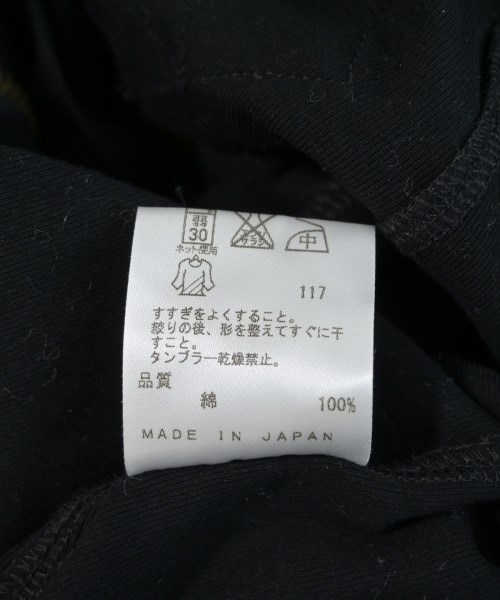 弱
30
中
ネット使用
117
すすぎをよくすること。
絞りの後、形を整えてすぐに干
すこと。
タンブラー乾燥禁止。
品質
綿 100%
MADE IN JAPAN